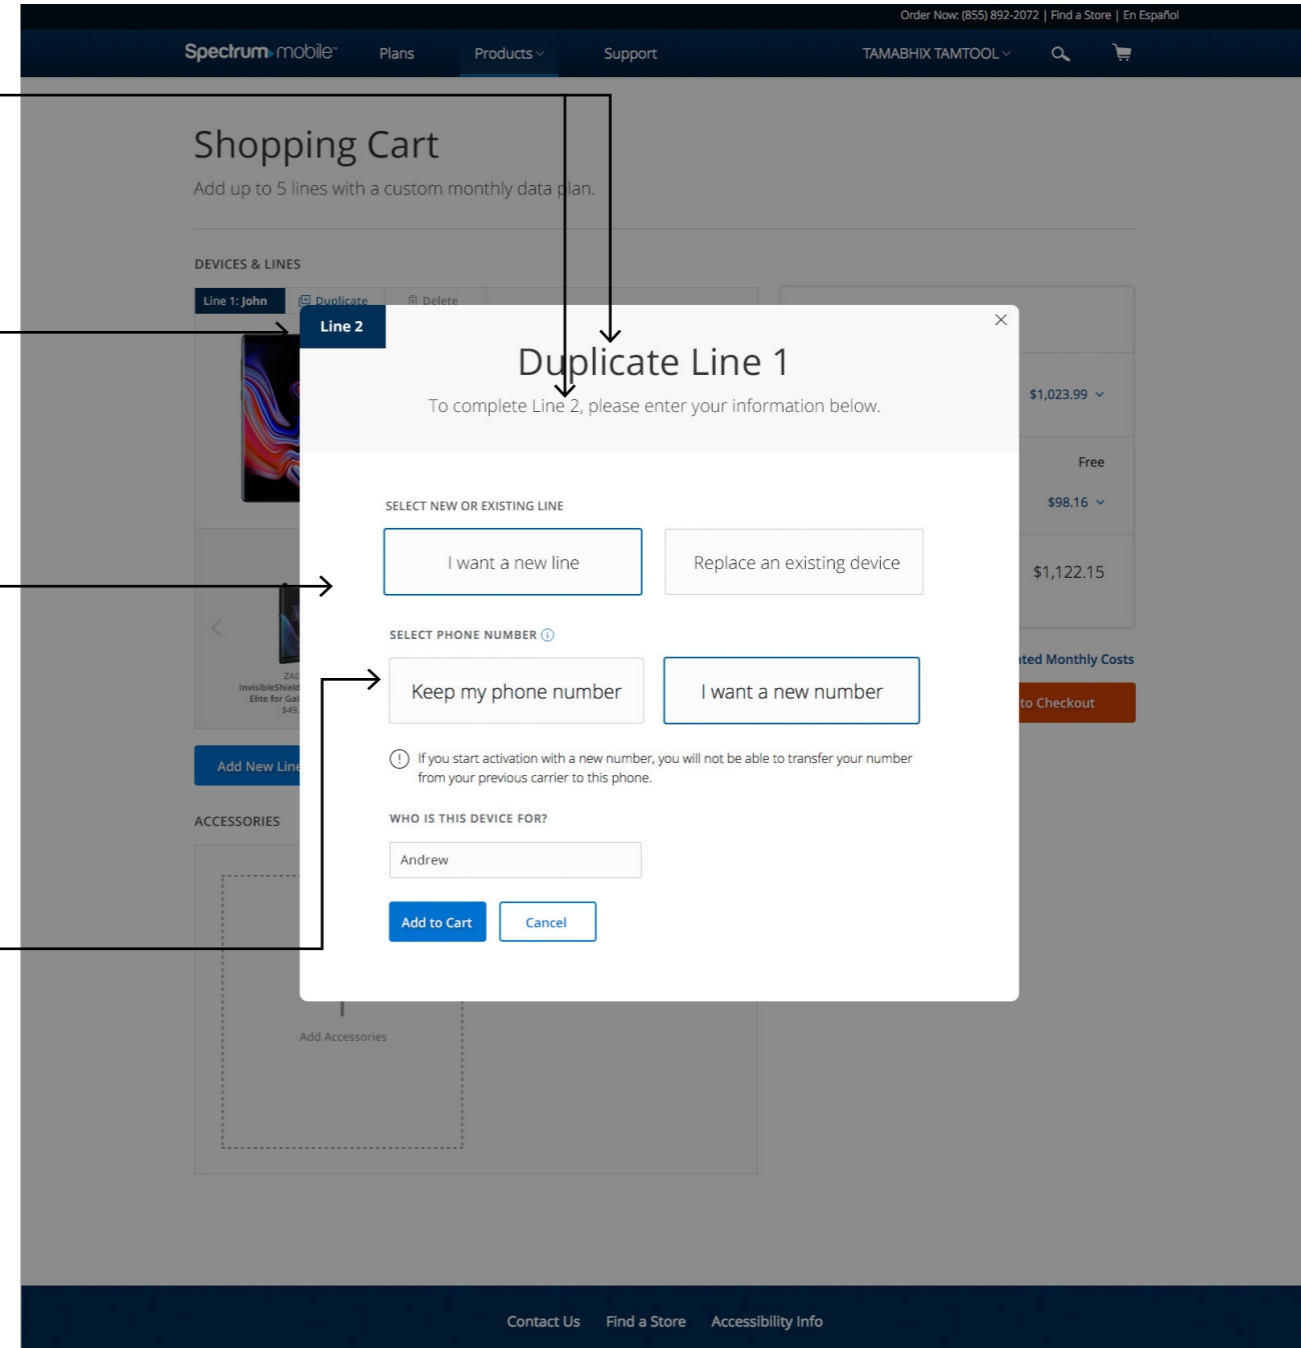 Order Now: (855) 892-2072 | Find a Store | En Español
Spectrum mobile Plans Products Support TAMABHIX TAMTOOL
Shopping Cart
Add up to 5 lines with a custom monthly data plan.
DEVICES & LINES
Line 1: John Duplicate Delete
Line 2
Duplicate Line 1
To complete Line 2, please enter your information below.
$1,023.99
Free
$98.16
$1,122.15
SELECT NEW OR EXISTING LINE
I want a new line Replace an existing device
SELECT PHONE NUMBER
Keep my phone number I want a new number
If you start activation with a new number, you will not be able to transfer your number
from your previous carrier to this phone.
WHO IS THIS DEVICE FOR?
Andrew
Add to Cart Cancel
Elite for
$49.
Monthly Costs
to Checkout
Add New Line
ACCESSORIES
Add Accessories
Contact Us Find a Store Accessibility Info